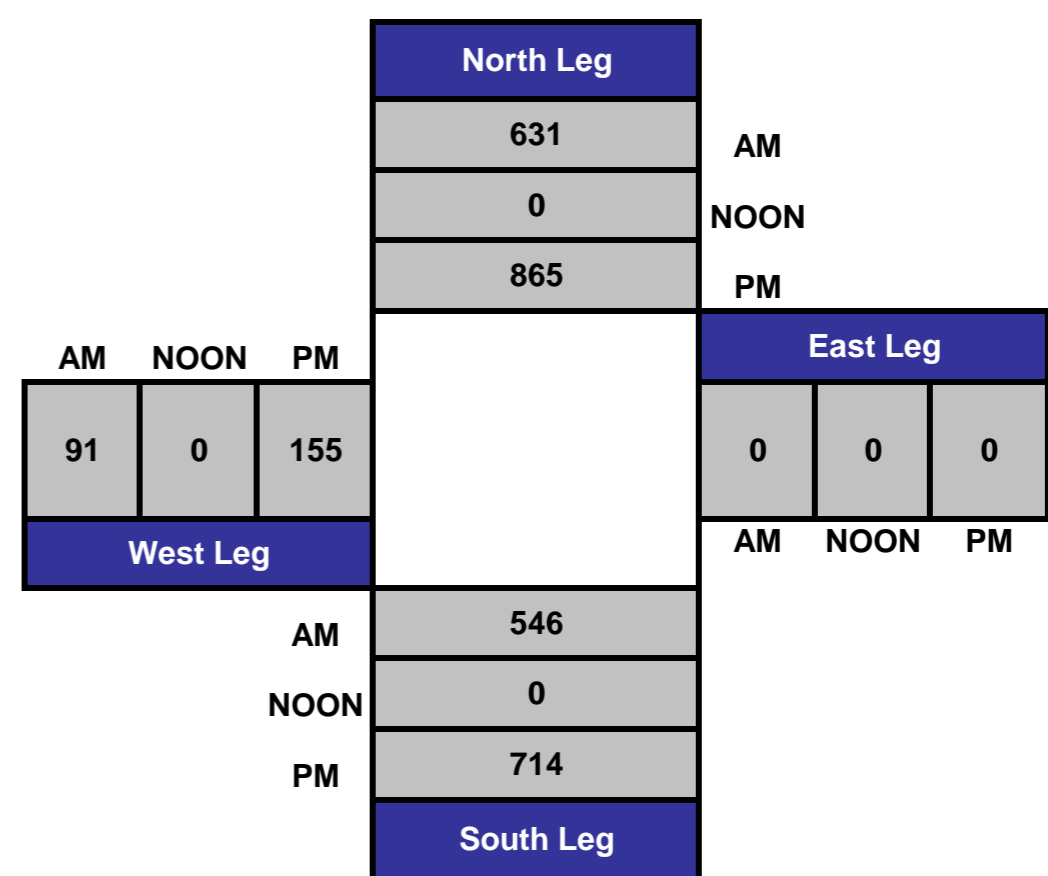 North Leg
631 AM
0 NOON
865 PM
East Leg
AM NOON PM
91 0 155
0 0 0
AM NOON PM
West Leg
AM 546
NOON 0
PM 714
South Leg